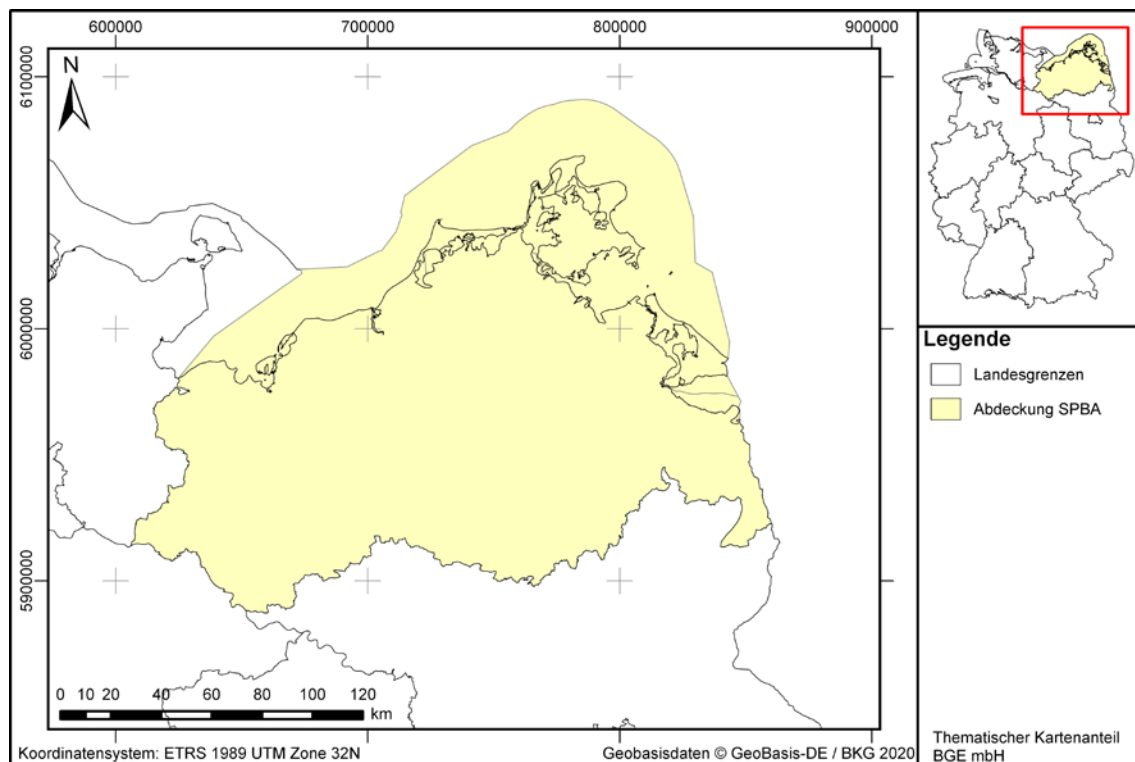 600000 700000 800000 900000
6100000
6000000
5900000
N
0 10 20 40 60 80 100 120
km
Koordinatensystem: ETRS 1989 UTM Zone 32N
Geobasisdaten © GeoBasis-DE / BKG 2020
Legende
Landesgrenzen
Abdeckung SPBA
Thematischer Kartenanteil
BGE mbH